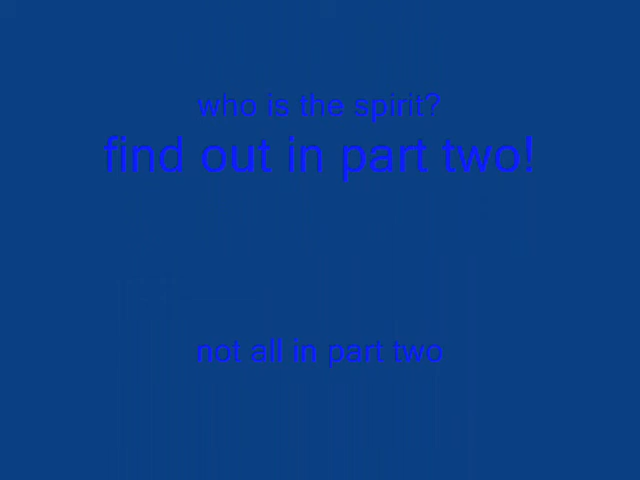 who is the spirit?
find out in part two!
not all in part two